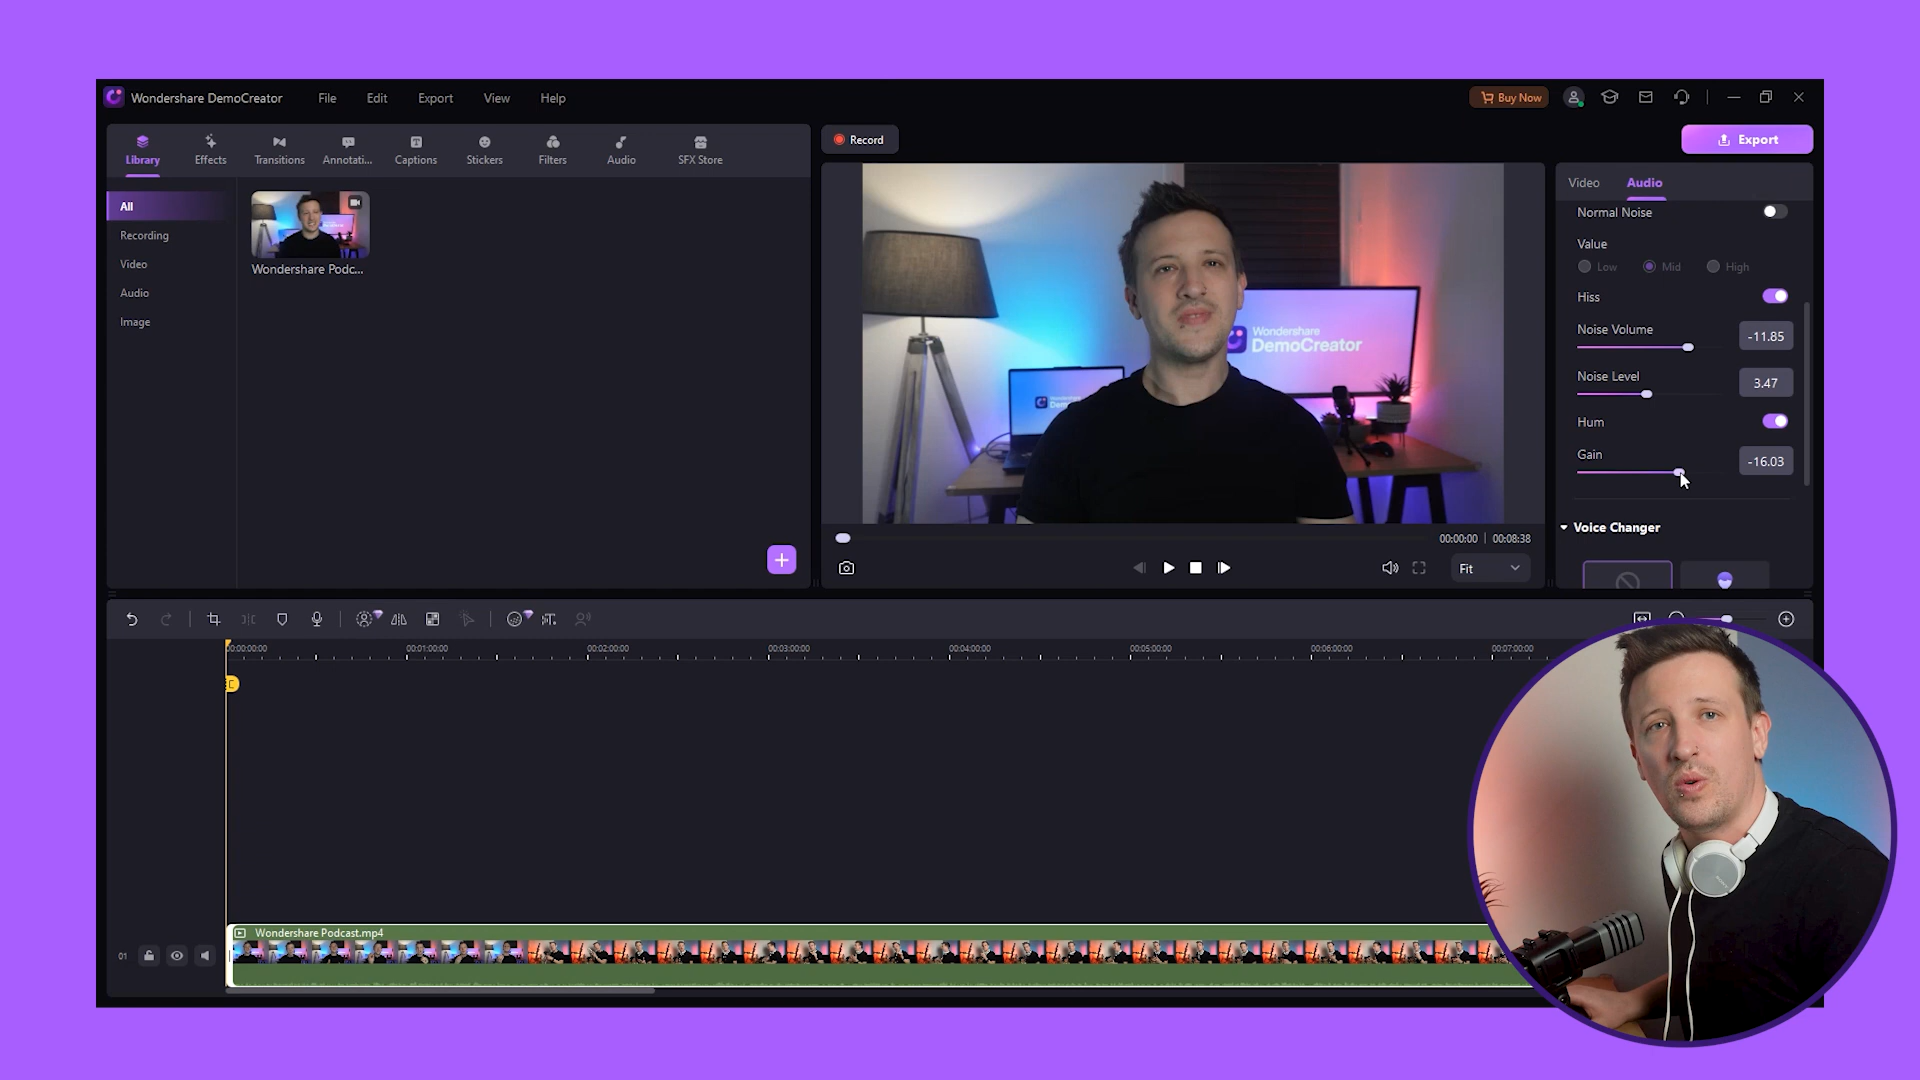 Wondershare DemoCreator File Edit Export View Help Buy Now
Library Effects Transitions Annotati... Captions Stickers Filters Audio SFX Store
Record
Export
All
Recording
Video
Audio
Image
Wondershare Podc...
Wondershare
DemoCreator
00:00:00 | 00:08:38
Fit
Video Audio
Normal Noise
Value
Low Mid High
Hiss
Noise Volume -11.85
Noise Level 3.47
Hum
Gain -16.03
Voice Changer
00:00:00:00 00:01:00:00 00:02:00:00 00:03:00:00 00:04:00:00 00:05:00:00 00:06:00:00 00:07:00:00
Wondershare Podcast.mp4
01